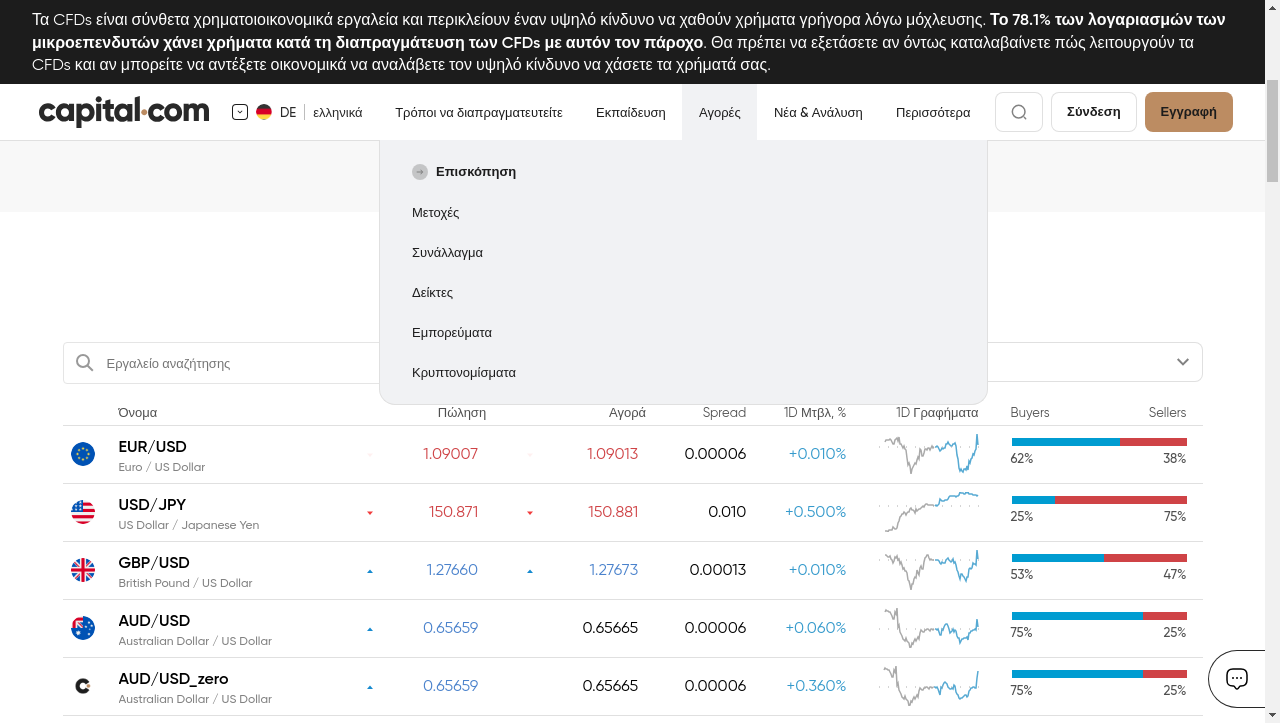 Τα CFDs είναι σύνθετα χρηματοοικονομικά εργαλεία και περικλείουν έναν υψηλό κίνδυνο να χαθούν χρήματα γρήγορα λόγω μόχλευσης. Το 78.1% των λογαριασμών των
μικροεπενδυτών χάνει χρήματα κατά τη διαπραγμάτευση των CFDs με αυτόν τον πάροχο. Θα πρέπει να εξετάσετε αν όντως καταλαβαίνετε πώς λειτουργούν τα
CFDs και αν μπορείτε να αντέξετε οικονομικά να αναλάβετε τον υψηλό κίνδυνο να χάσετε τα χρήματά σας.
capital.com DE ελληνικά Τρόποι να διαπραγματευτείτε Εκπαίδευση Αγορές Νέα & Ανάλυση Περισσότερα Σύνδεση Εγγραφή
Επισκόπηση
Μετοχές
Συνάλλαγμα
Δείκτες
Εμπορεύματα
Κρυπτονομίσματα
Εργαλείο αναζήτησης
Όνομα Πώληση Αγορά Spread 1D Μτβλ, % 1D Γραφήματα Buyers Sellers
EUR/USD 1.09007 1.09013 0.00006 +0.010%
Euro / US Dollar 62% 38%
USD/JPY 150.871 150.881 0.010 +0.500%
US Dollar / Japanese Yen 25% 75%
GBP/USD 1.27660 1.27673 0.00013 +0.010%
British Pound / US Dollar 53% 47%
AUD/USD 0.65659 0.65665 0.00006 +0.060%
Australian Dollar / US Dollar 75% 25%
AUD/USD_zero 0.65659 0.65665 0.00006 +0.360%
Australian Dollar / US Dollar 75% 25%